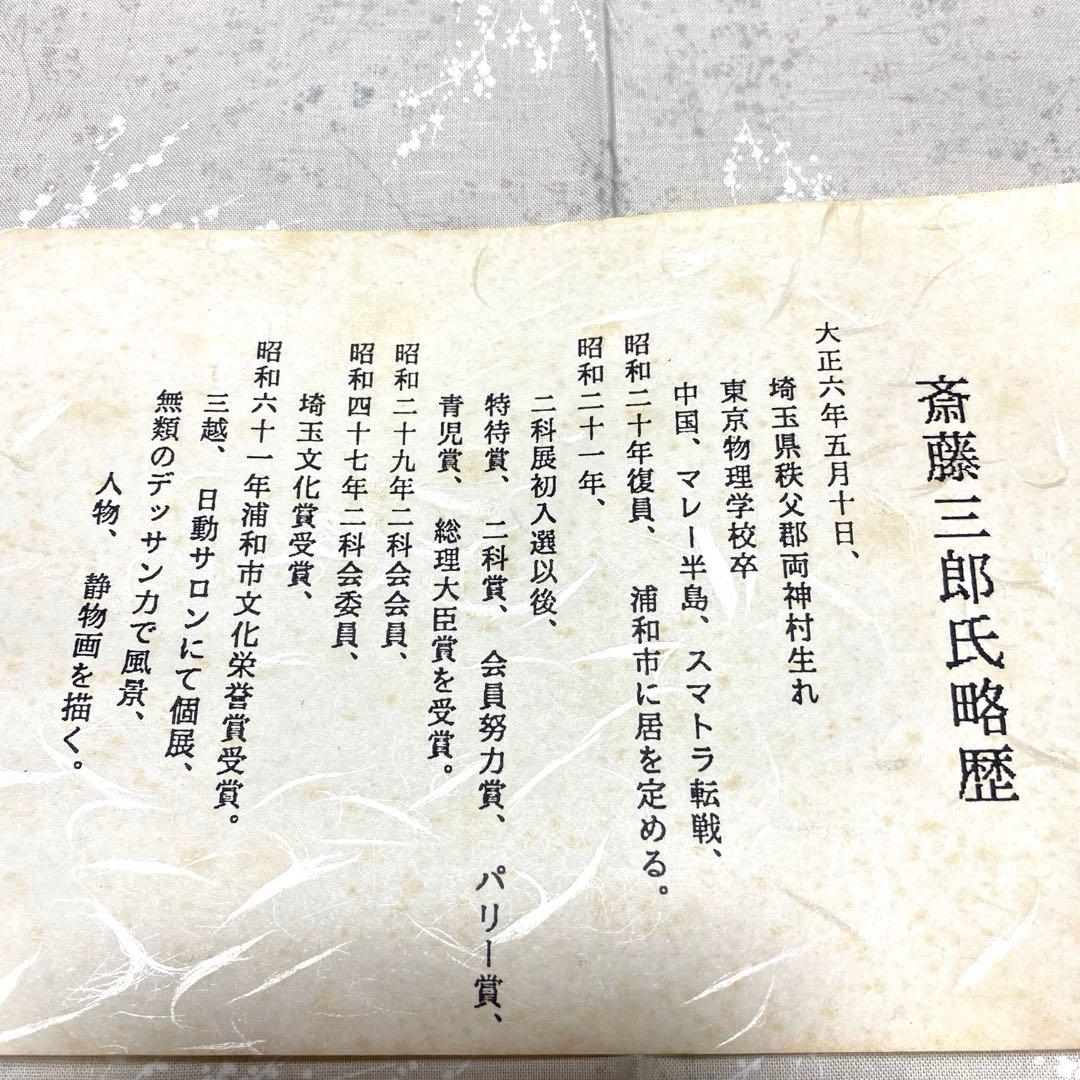 斎藤三郎氏略歴
大正六年五月十日、
埼玉県秩父郡両神村生れ
東京物理学校卒
中国、マレー半島、スマトラ転戦、
昭和二十年復員、浦和市に居を定める。
昭和二十一年、
二科展初入選以後、
特待賞、二科賞、会員努力賞、パリー賞、
青児賞、総理大臣賞を受賞。
昭和二十九年二科会会員、
昭和四十七年二科会委員、
埼玉文化賞受賞、
昭和六十一年浦和市文化栄誉賞受賞。
三越、日動サロンにて個展、
無類のデッサン力で風景、
人物、静物画を描く。